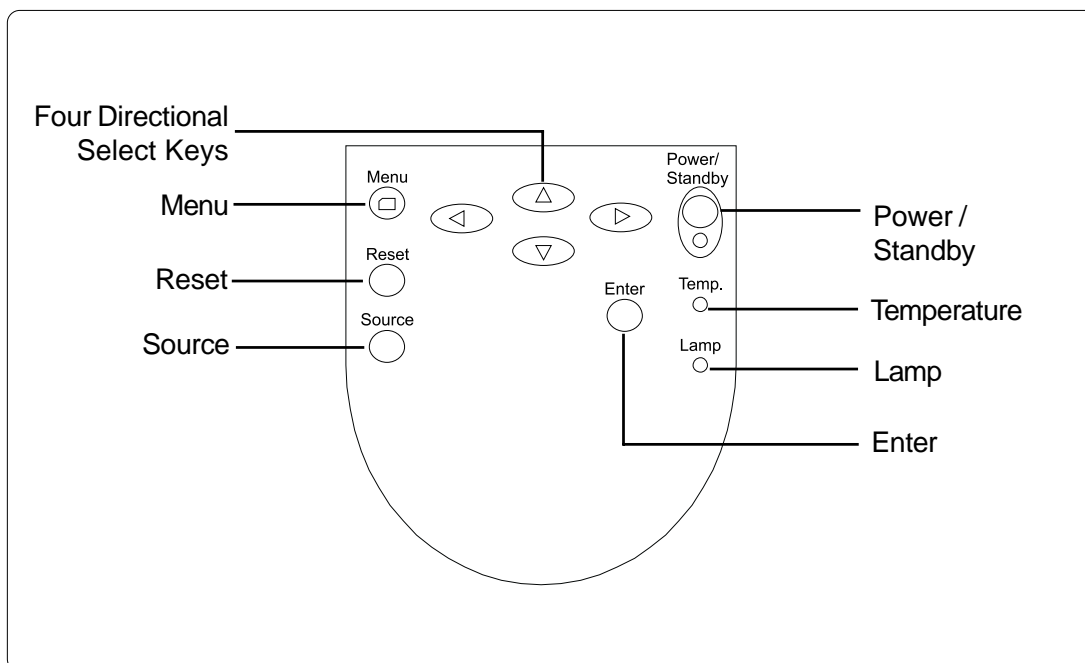 Four Directional
Select Keys
Menu
Reset
Source
Menu
Reset
Source
Power/
Standby
Enter
Temp.
Lamp
Power /
Standby
Temperature
Lamp
Enter